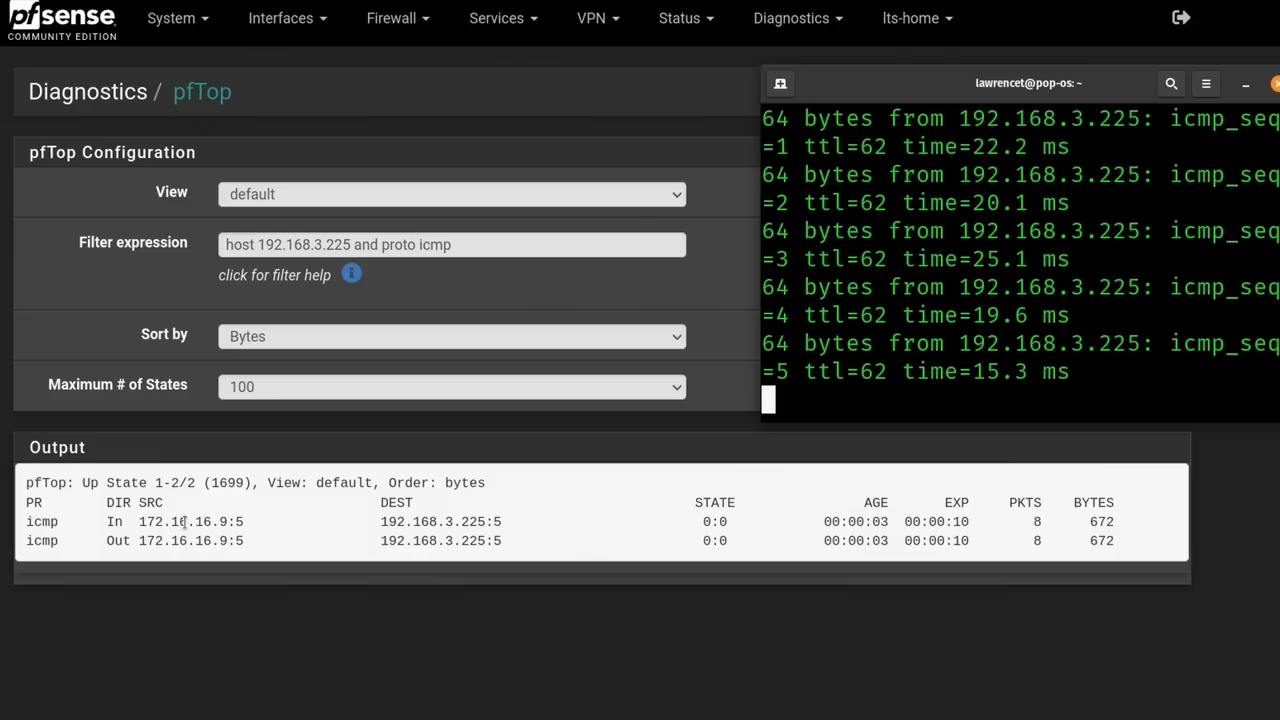 pfsense
COMMUNITY EDITION
System Interfaces Firewall Services VPN Status Diagnostics Its-home
Diagnostics / pfTop
pfTop Configuration
View default
Filter expression host 192.168.3.225 and proto icmp
click for filter help
Sort by Bytes
Maximum # of States 100
lawrencet@pop-os: ~
64 bytes from 192.168.3.225: icmp_seq
=1 ttl=62 time=22.2 ms
64 bytes from 192.168.3.225: icmp_seq
=2 ttl=62 time=20.1 ms
64 bytes from 192.168.3.225: icmp_seq
=3 ttl=62 time=25.1 ms
64 bytes from 192.168.3.225: icmp_seq
=4 ttl=62 time=19.6 ms
64 bytes from 192.168.3.225: icmp_seq
=5 ttl=62 time=15.3 ms
Output
pfTop: Up State 1-2/2 (1699), View: default, Order: bytes
PR DIR SRC DEST STATE AGE EXP PKTS BYTES
icmp In 172.16.16.9:5 192.168.3.225:5 0:0 00:00:03 00:00:10 8 672
icmp Out 172.16.16.9:5 192.168.3.225:5 0:0 00:00:03 00:00:10 8 672